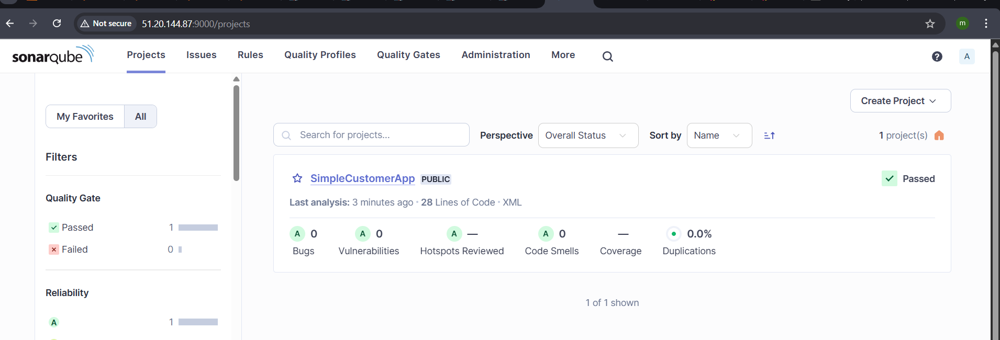 Not secure 51.20.144.87:9000/projects m
sonarqube Projects Issues Rules Quality Profiles Quality Gates Administration More ? A
Create Project
My Favorites All
Search for projects... Perspective Overall Status Sort by Name 1 project(s)
Filters
SimpleCustomerApp PUBLIC Passed
Quality Gate
Last analysis: 3 minutes ago · 28 Lines of Code · XML
Passed 1
A 0 A 0 A — A 0 — 0.0%
Failed 0
Bugs Vulnerabilities Hotspots Reviewed Code Smells Coverage Duplications
Reliability
1 of 1 shown
A 1